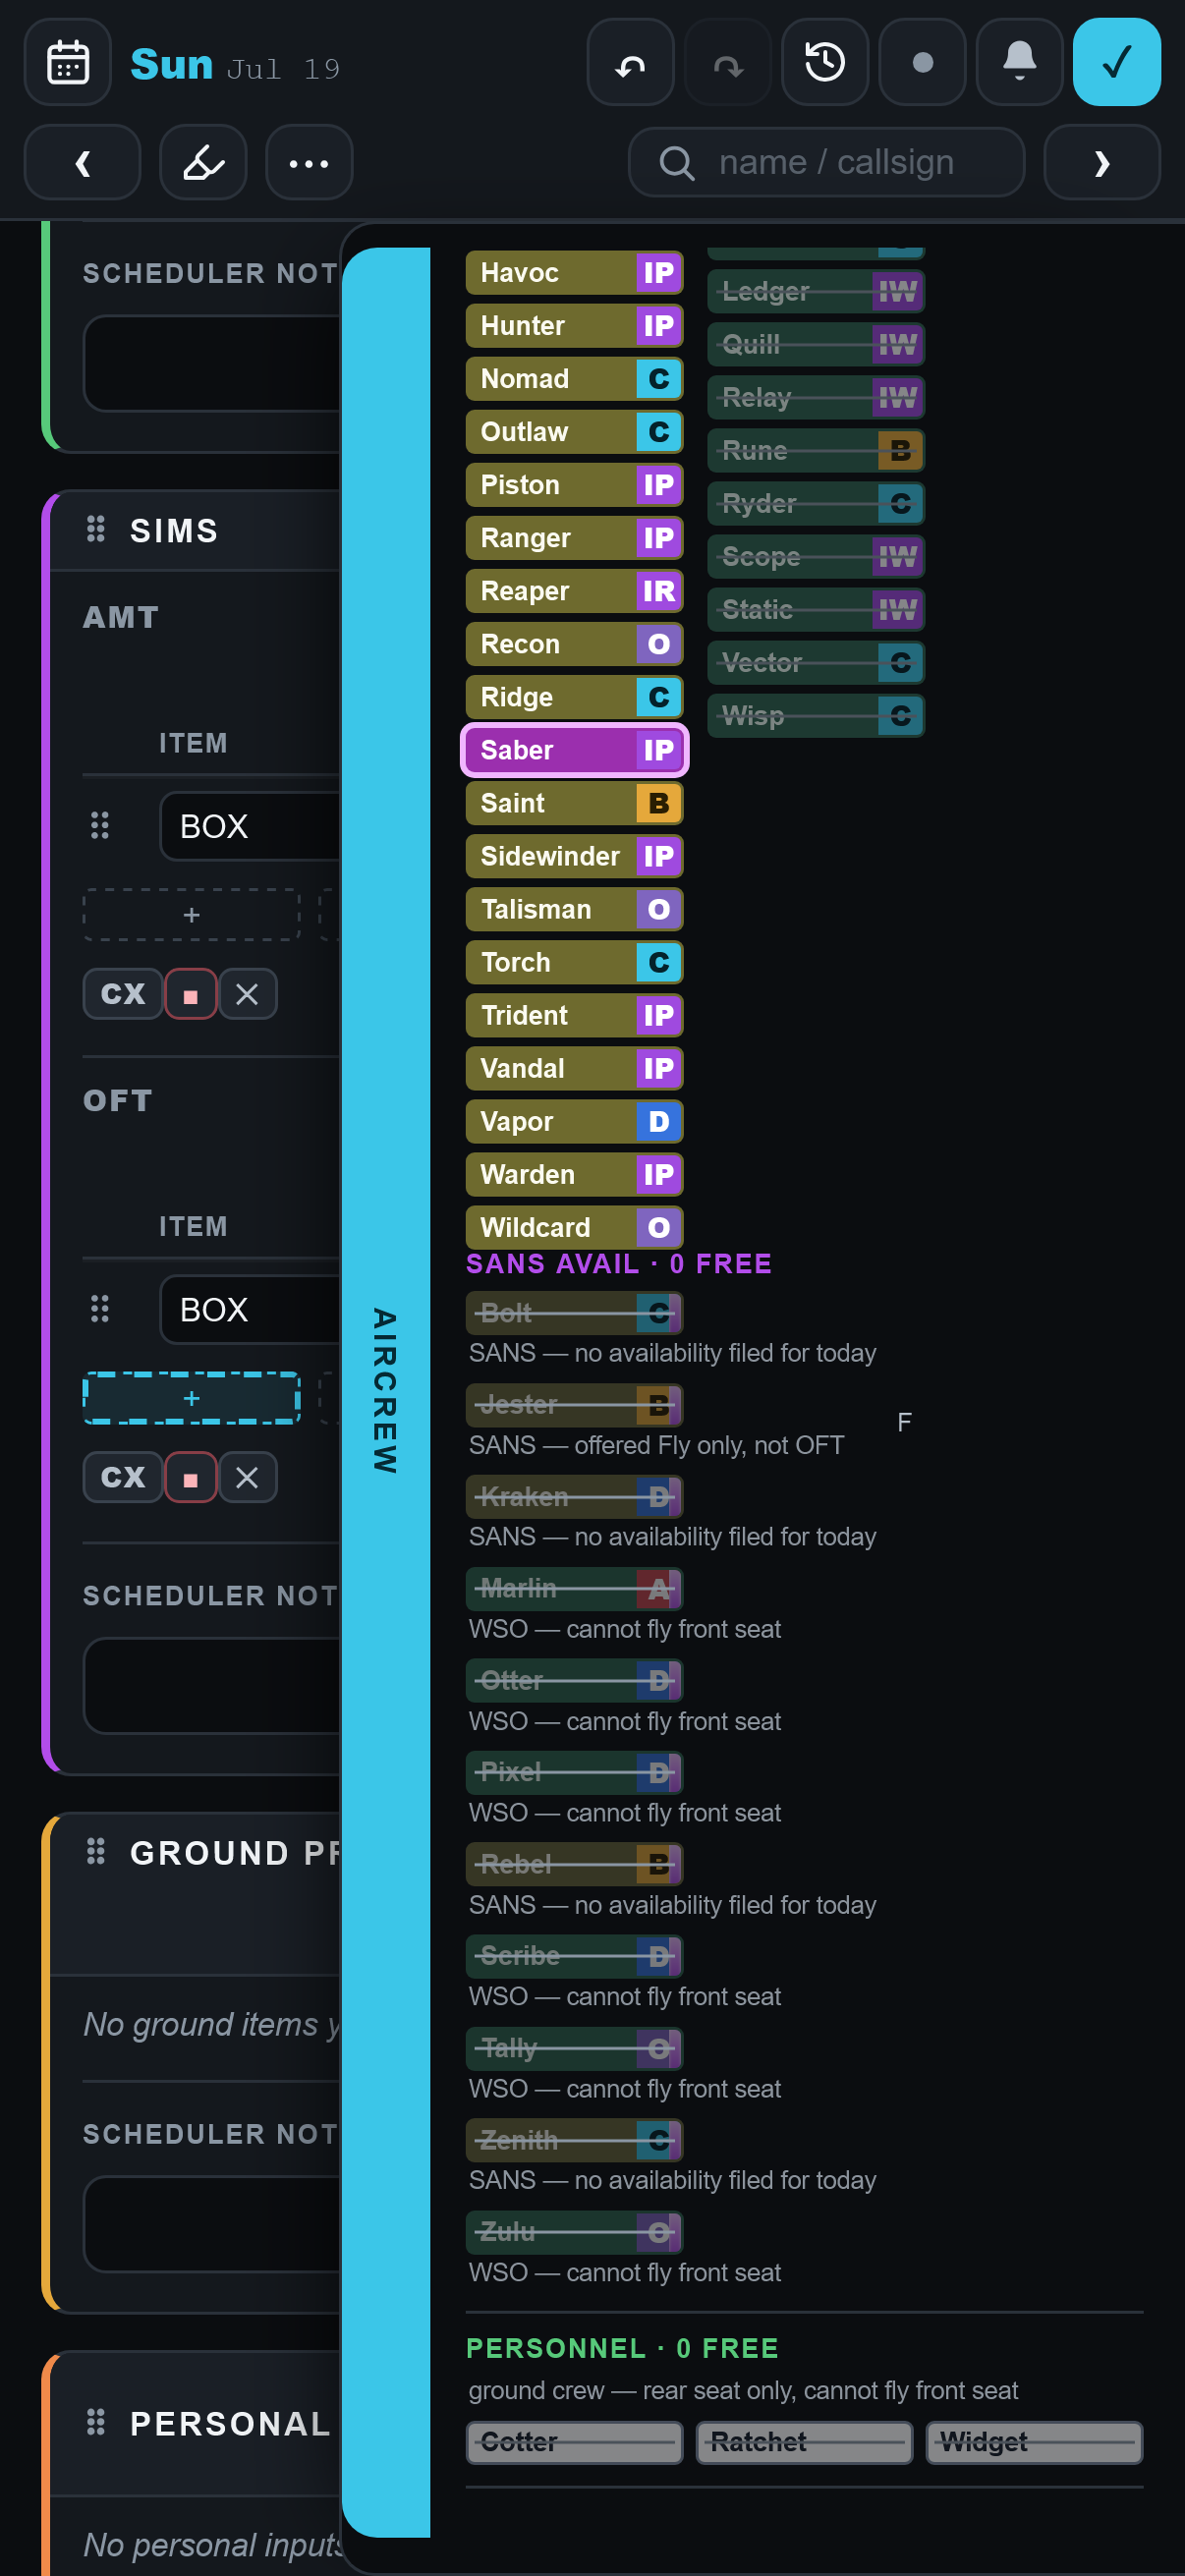 Sun Jul 19
name / callsign
SCHEDULER NOT
SIMS
AMT
ITEM
BOX
+
CX
OFT
ITEM
BOX
+
CX
SCHEDULER NOT
GROUND PR
No ground items y
SCHEDULER NOT
PERSONAL
No personal inputs
AIRCREW
Havoc IP
Hunter IP
Nomad C
Outlaw C
Piston IP
Ranger IP
Reaper IR
Recon O
Ridge C
Saber IP
Saint B
Sidewinder IP
Talisman O
Torch C
Trident IP
Vandal IP
Vapor D
Warden IP
Wildcard O
Ledger IW
Quill IW
Relay IW
Rune B
Ryder C
Scope IW
Static IW
Vector C
Wisp C
SANS AVAIL · 0 FREE
Bolt C
SANS — no availability filed for today
Jester B
F
SANS — offered Fly only, not OFT
Kraken D
SANS — no availability filed for today
Marlin A
WSO — cannot fly front seat
Otter D
WSO — cannot fly front seat
Pixel D
WSO — cannot fly front seat
Rebel B
SANS — no availability filed for today
Scribe D
WSO — cannot fly front seat
Tally O
WSO — cannot fly front seat
Zenith C
SANS — no availability filed for today
Zulu O
WSO — cannot fly front seat
PERSONNEL · 0 FREE
ground crew — rear seat only, cannot fly front seat
Cotter Ratchet Widget